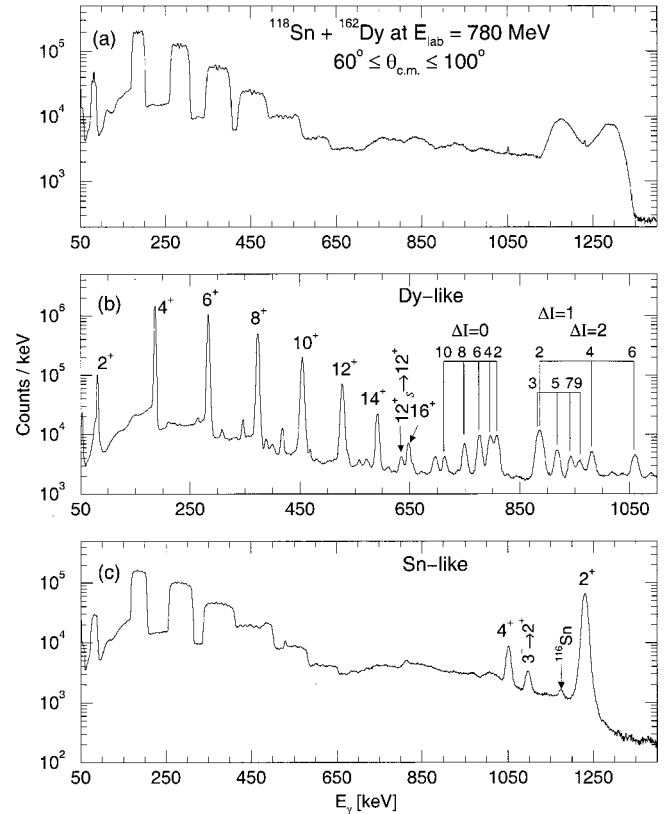 (a)
¹¹⁸Sn + ¹⁶²Dy at E_lab = 780 MeV
60° ≤ θ_c.m. ≤ 100°
10⁵
10⁴
10³
50 250 450 650 850 1050 1250
(b)
Dy-like
10⁶
10⁵
10⁴
10³
Counts / keV
2⁺ 4⁺ 6⁺ 8⁺ 10⁺ 12⁺ 14⁺
12⁺_s→12⁺
16⁺
ΔI=0
10 8 6 4 2
ΔI=1
ΔI=2
2 4 6
3 5 7 9
50 250 450 650 850 1050
(c)
Sn-like
10⁵
10⁴
10³
10²
4⁺
3⁻→2⁺
¹¹⁶Sn
2⁺
50 250 450 650 850 1050 1250
E_γ [keV]